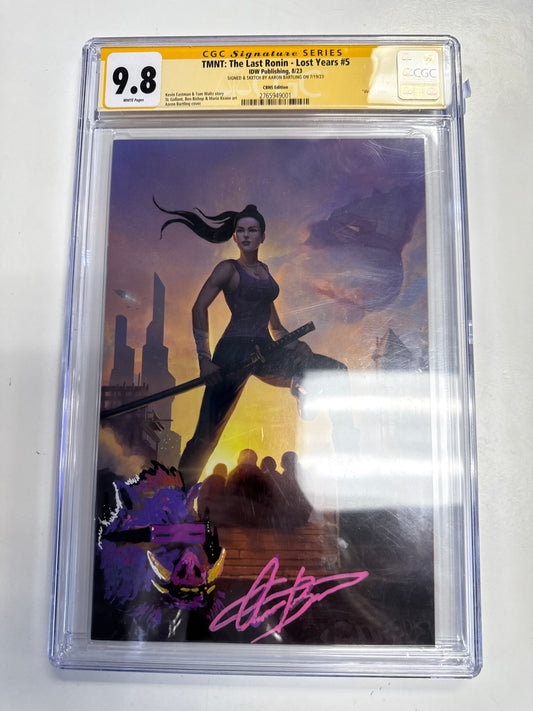 CGC Signature SERIES
9.8
WHITE Pages
TMNT: The Last Ronin - Lost Years #5
IDW Publishing, 8/23
SIGNED & SKETCH BY AARON BARTLING ON 7/19/23
CBNS Edition
2765949001
Kevin Eastman & Tom Waltz story
SL Gallant, Ben Bishop & Maria Keane art
Aaron Bartling cover
CGC